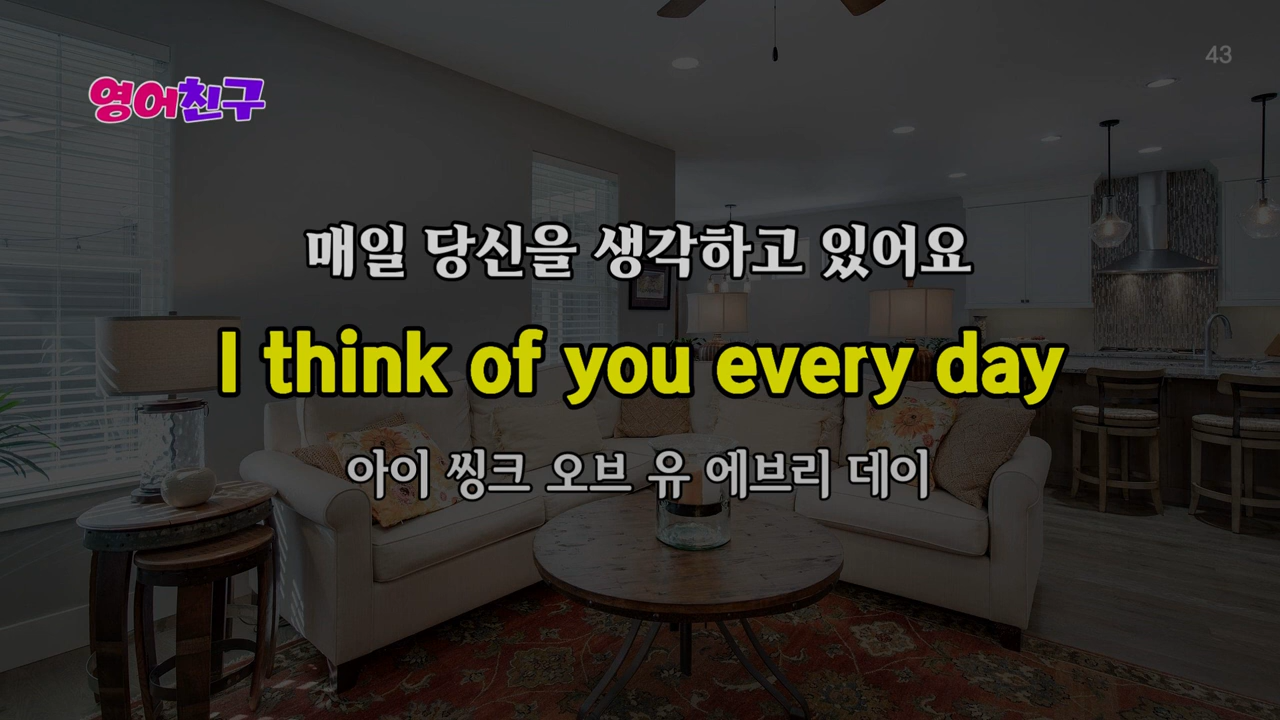 43
영어친구
매일 당신을 생각하고 있어요
I think of you every day
아이 씽크 오브 유 에브리 데이